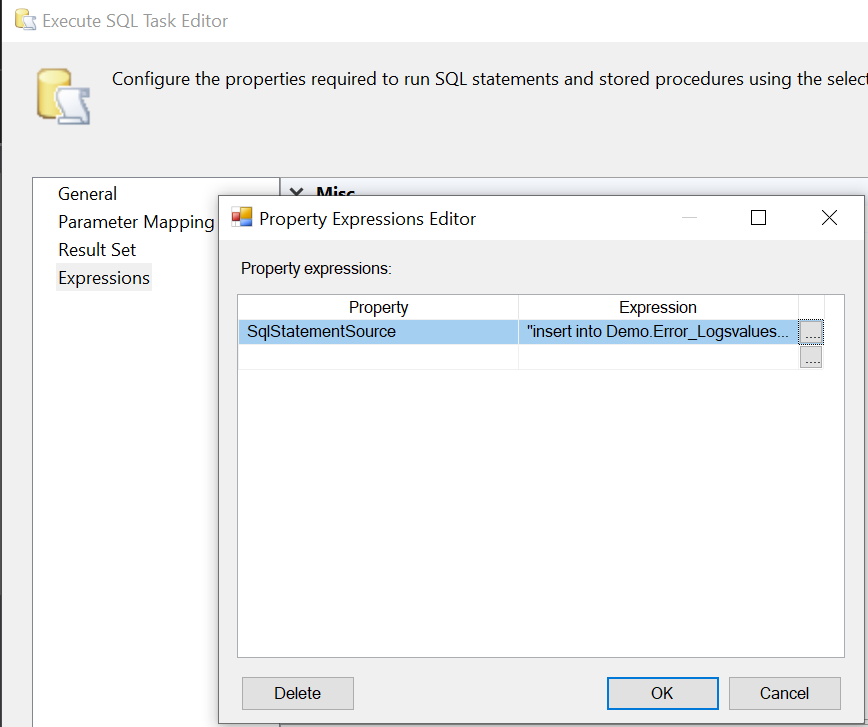 Execute SQL Task Editor
Configure the properties required to run SQL statements and stored procedures using the selec
General
Misc
Parameter Mapping
Property Expressions Editor
Result Set
Expressions
Property expressions:
Property Expression
SqlStatementSource "insert into Demo.Error_Logsvalues... ....
....
Delete OK Cancel